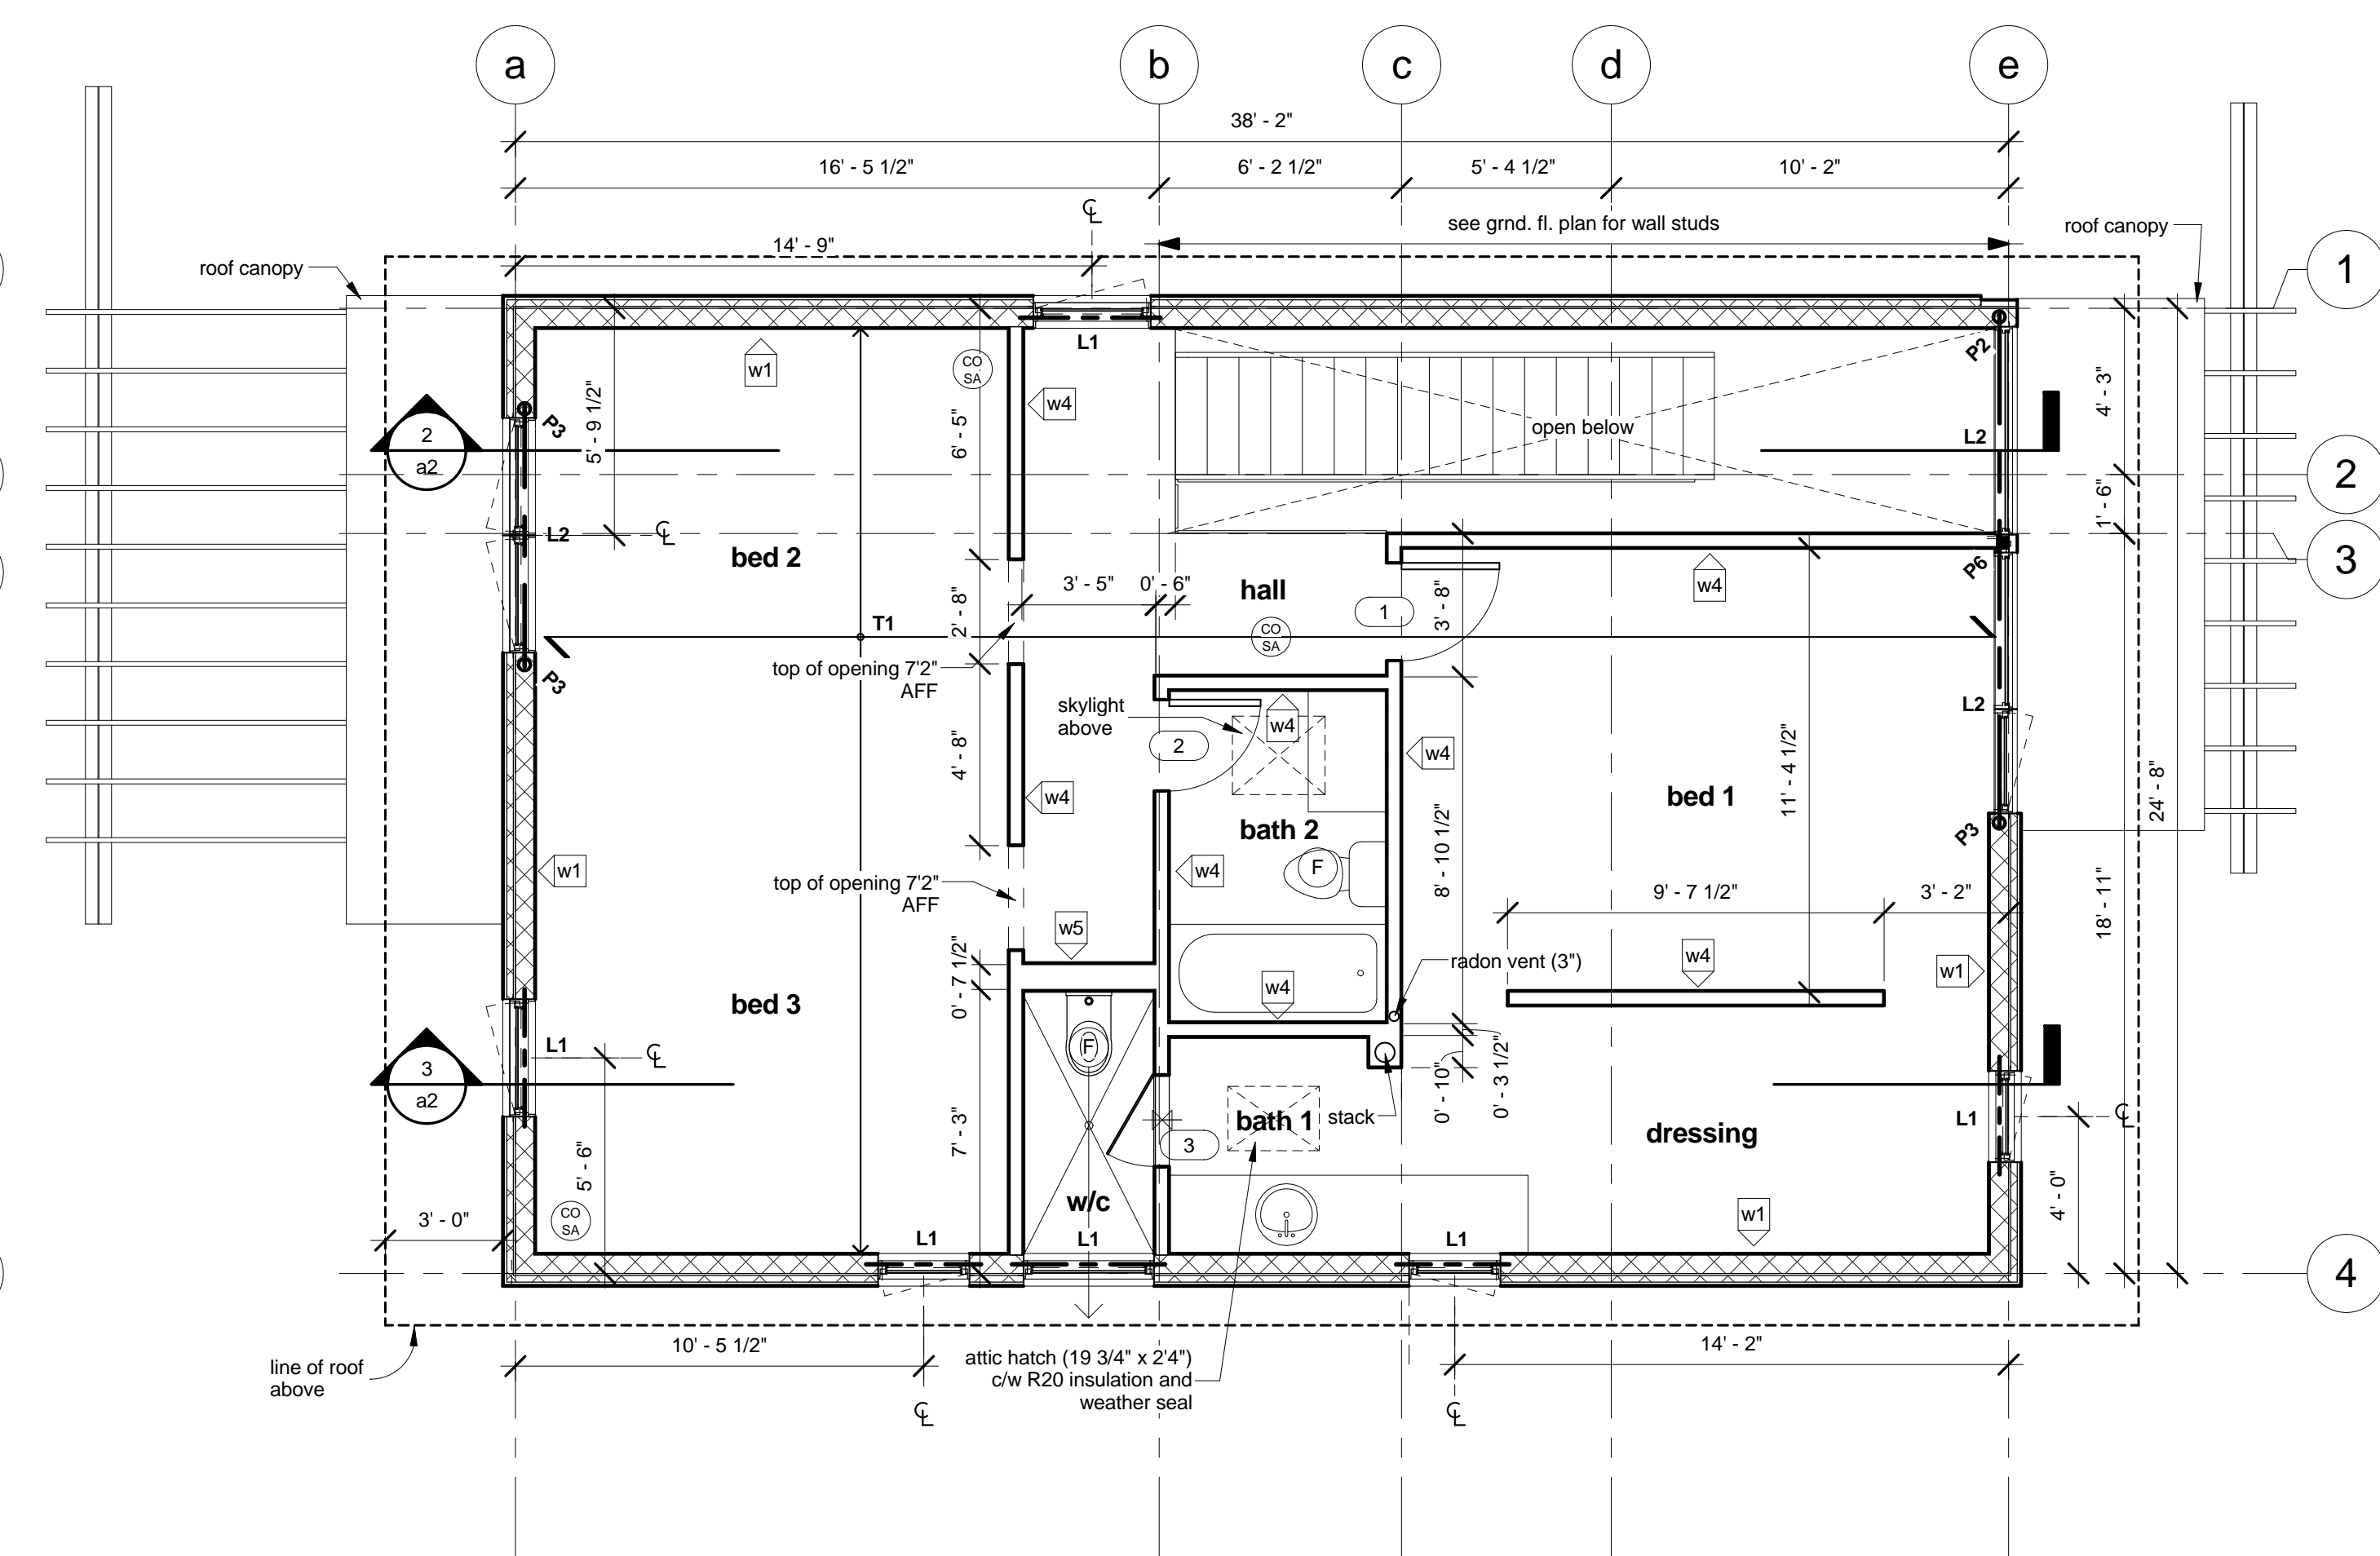 a
b
c
d
e
38' - 2"
16' - 5 1/2"
6' - 2 1/2"
5' - 4 1/2"
10' - 2"
℄
see grnd. fl. plan for wall studs
roof canopy
roof canopy
14' - 9"
1
2
3
4
L1
w1
CO
SA
w4
P2
4' - 3"
5' - 9 1/2"
6' - 5"
P3
2
a2
open below
L2
1' - 6"
L2
℄
bed 2
3' - 5"
0' - 6"
hall
1
3' - 8"
w4
P6
2' - 8"
T1
CO
SA
top of opening 7'2"
AFF
P3
skylight
above
w4
2
w4
L2
4' - 8"
w4
11' - 4 1/2"
bed 1
24' - 8"
bath 2
P3
w1
w4
F
8' - 10 1/2"
top of opening 7'2"
AFF
9' - 7 1/2"
3' - 2"
18' - 11"
w5
radon vent (3")
w4
w1
0' - 7 1/2"
w4
bed 3
L1
℄
F
3
a2
0' - 10"
0' - 3 1/2"
stack
bath 1
3
dressing
L1
℄
7' - 3"
5' - 6"
w/c
4' - 0"
3' - 0"
CO
SA
w1
L1
L1
L1
10' - 5 1/2"
14' - 2"
line of roof
above
attic hatch (19 3/4" x 2'4")
c/w R20 insulation and
weather seal
℄
℄